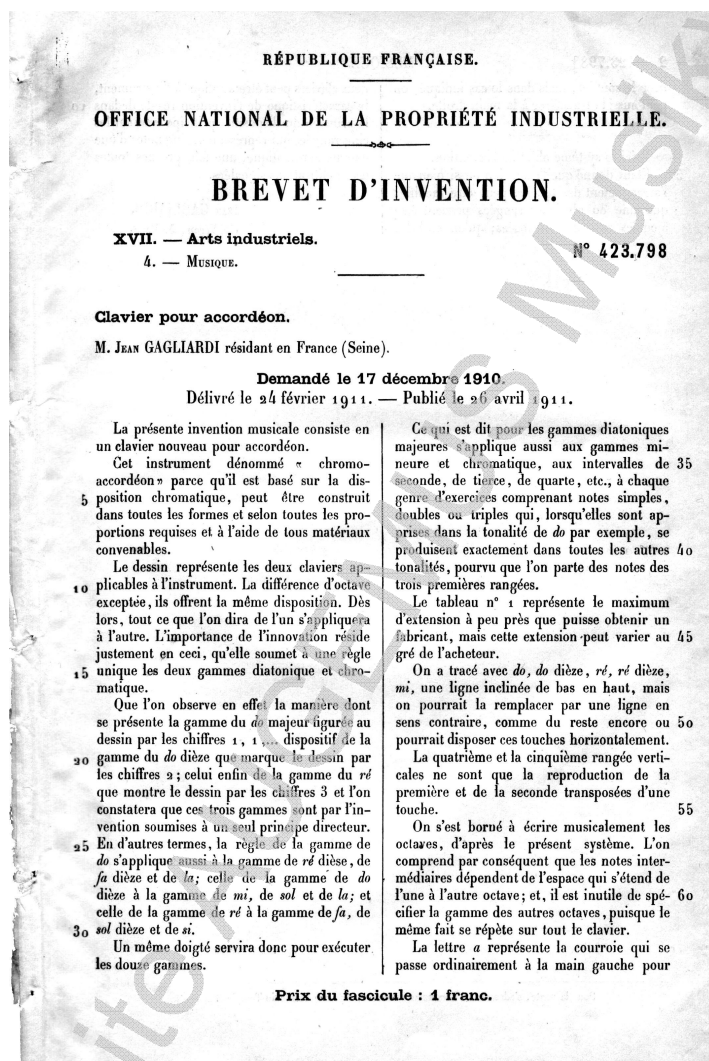 RÉPUBLIQUE FRANÇAISE.
OFFICE NATIONAL DE LA PROPRIÉTÉ INDUSTRIELLE.
BREVET D'INVENTION.
XVII. — Arts industriels.
4. — MUSIQUE.
N° 423.798
Clavier pour accordéon.
M. JEAN GAGLIARDI résidant en France (Seine).
Demandé le 17 décembre 1910.
Délivré le 24 février 1911. — Publié le 26 avril 1911.
La présente invention musicale consiste en
un clavier nouveau pour accordéon.
Cet instrument dénommé « chromo-
accordéon » parce qu'il est basé sur la dis-
5 position chromatique, peut être construit
dans toutes les formes et selon toutes les pro-
portions requises et à l'aide de tous matériaux
convenables.
Le dessin représente les deux claviers ap-
10 plicables à l'instrument. La différence d'octave
exceptée, ils offrent la même disposition. Dès
lors, tout ce que l'on dira de l'un s'appliquera
à l'autre. L'importance de l'innovation réside
justement en ceci, qu'elle soumet à une règle
15 unique les deux gammes diatonique et chro-
matique.
Que l'on observe en effet la manière dont
se présente la gamme du do majeur figurée au
dessin par les chiffres 1, 1,... dispositif de la
20 gamme du do dièze que marque le dessin par
les chiffres 2; celui enfin de la gamme du ré
que montre le dessin par les chiffres 3 et l'on
constatera que ces trois gammes sont par l'in-
vention soumises à un seul principe directeur.
25 En d'autres termes, la règle de la gamme de
do s'applique aussi à la gamme de ré dièse, de
fa dièze et de la; celle de la gamme de do
dièze à la gamme de mi, de sol et de la; et
celle de la gamme de ré à la gamme de fa, de
30 sol dièze et de si.
Un même doigté servira donc pour exécuter
les douze gammes.
Ce qui est dit pour les gammes diatoniques
majeures s'applique aussi aux gammes mi-
neure et chromatique, aux intervalles de 35
seconde, de tierce, de quarte, etc., à chaque
genre d'exercices comprenant notes simples,
doubles ou triples qui, lorsqu'elles sont ap-
prises dans la tonalité de do par exemple, se
produisent exactement dans toutes les autres 40
tonalités, pourvu que l'on parte des notes des
trois premières rangées.
Le tableau n° 1 représente le maximum
d'extension à peu près que puisse obtenir un
fabricant, mais cette extension peut varier au 45
gré de l'acheteur.
On a tracé avec do, do dièze, ré, ré dièze,
mi, une ligne inclinée de bas en haut, mais
on pourrait la remplacer par une ligne en
sens contraire, comme du reste encore ou 50
pourrait disposer ces touches horizontalement.
La quatrième et la cinquième rangée verti-
cales ne sont que la reproduction de la
première et de la seconde transposées d'une
touche. 55
On s'est borné à écrire musicalement les
octaves, d'après le présent système. L'on
comprend par conséquent que les notes inter-
médiaires dépendent de l'espace qui s'étend de
l'une à l'autre octave; et, il est inutile de spé- 60
cifier la gamme des autres octaves, puisque le
même fait se répète sur tout le clavier.
La lettre a représente la courroie qui se
passe ordinairement à la main gauche pour
Prix du fascicule : 1 franc.